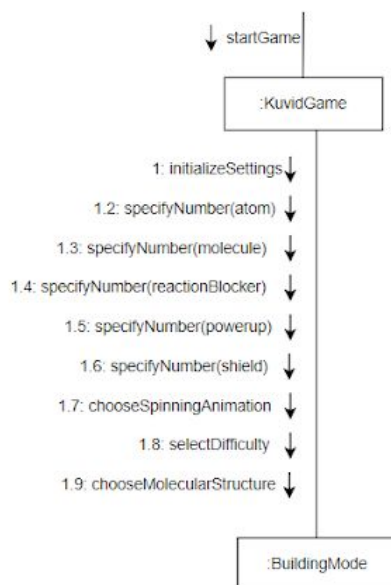 startGame
:KuvidGame
1: initializeSettings
1.2: specifyNumber(atom)
1.3: specifyNumber(molecule)
1.4: specifyNumber(reactionBlocker)
1.5: specifyNumber(powerup)
1.6: specifyNumber(shield)
1.7: chooseSpinningAnimation
1.8: selectDifficulty
1.9: chooseMolecularStructure
:BuildingMode